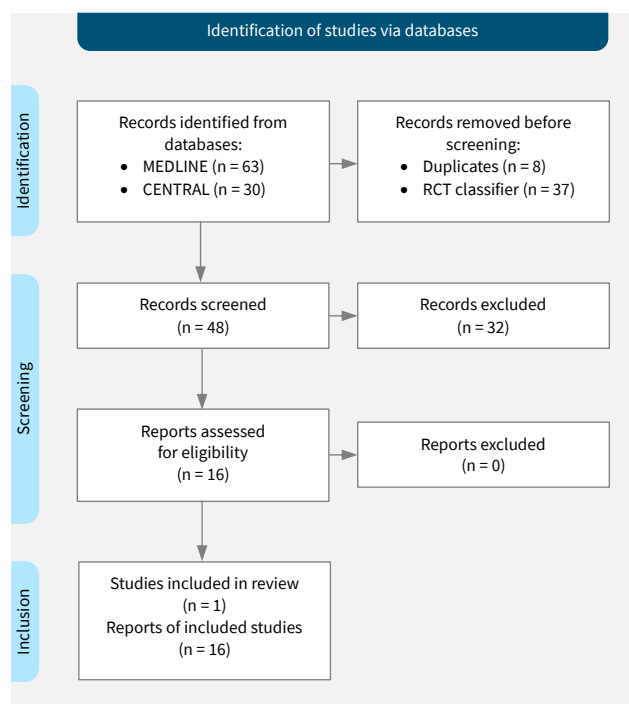 Identification of studies via databases
Identification
Records identified from
databases:
• MEDLINE (n = 63)
• CENTRAL (n = 30)
Records removed before
screening:
• Duplicates (n = 8)
• RCT classifier (n = 37)
Screening
Records screened
(n = 48)
Records excluded
(n = 32)
Reports assessed
for eligibility
(n = 16)
Reports excluded
(n = 0)
Inclusion
Studies included in review
(n = 1)
Reports of included studies
(n = 16)